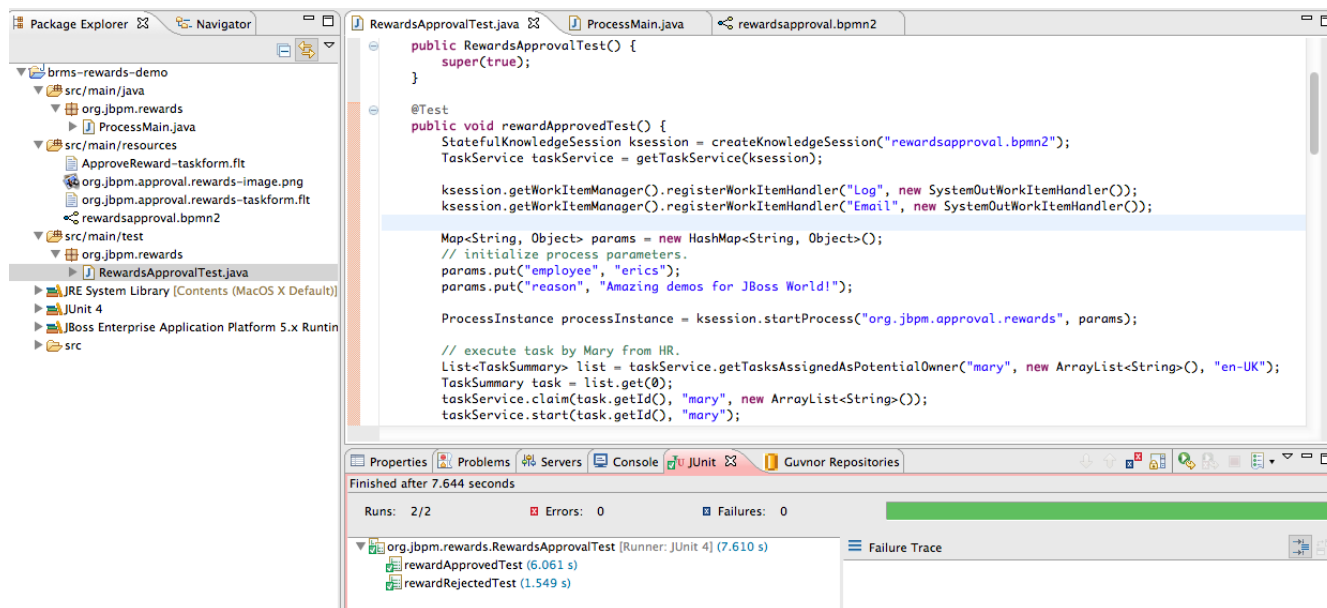 Package Explorer
Navigator
brms-rewards-demo
src/main/java
org.jbpm.rewards
ProcessMain.java
src/main/resources
ApproveReward-taskform.flt
org.jbpm.approval.rewards-image.png
org.jbpm.approval.rewards-taskform.flt
rewardsapproval.bpmn2
src/main/test
org.jbpm.rewards
RewardsApprovalTest.java
JRE System Library [Contents (MacOS X Default)]
JUnit 4
JBoss Enterprise Application Platform 5.x Runtin
src
RewardsApprovalTest.java
ProcessMain.java
rewardsapproval.bpmn2
public RewardsApprovalTest() {
super(true);
}
@Test
public void rewardApprovedTest() {
StatefulKnowledgeSession ksession = createKnowledgeSession("rewardsapproval.bpmn2");
TaskService taskService = getTaskService(ksession);
ksession.getWorkItemManager().registerWorkItemHandler("Log", new SystemOutWorkItemHandler());
ksession.getWorkItemManager().registerWorkItemHandler("Email", new SystemOutWorkItemHandler());
Map<String, Object> params = new HashMap<String, Object>();
// initialize process parameters.
params.put("employee", "erics");
params.put("reason", "Amazing demos for JBoss World!");
ProcessInstance processInstance = ksession.startProcess("org.jbpm.approval.rewards", params);
// execute task by Mary from HR.
List<TaskSummary> list = taskService.getTasksAssignedAsPotentialOwner("mary", new ArrayList<String>(), "en-UK");
TaskSummary task = list.get(0);
taskService.claim(task.getId(), "mary", new ArrayList<String>());
taskService.start(task.getId(), "mary");
Properties
Problems
Servers
Console
JUnit
Guvnor Repositories
Finished after 7.644 seconds
Runs: 2/2
Errors: 0
Failures: 0
org.jbpm.rewards.RewardsApprovalTest [Runner: JUnit 4] (7.610 s)
rewardApprovedTest (6.061 s)
rewardRejectedTest (1.549 s)
Failure Trace